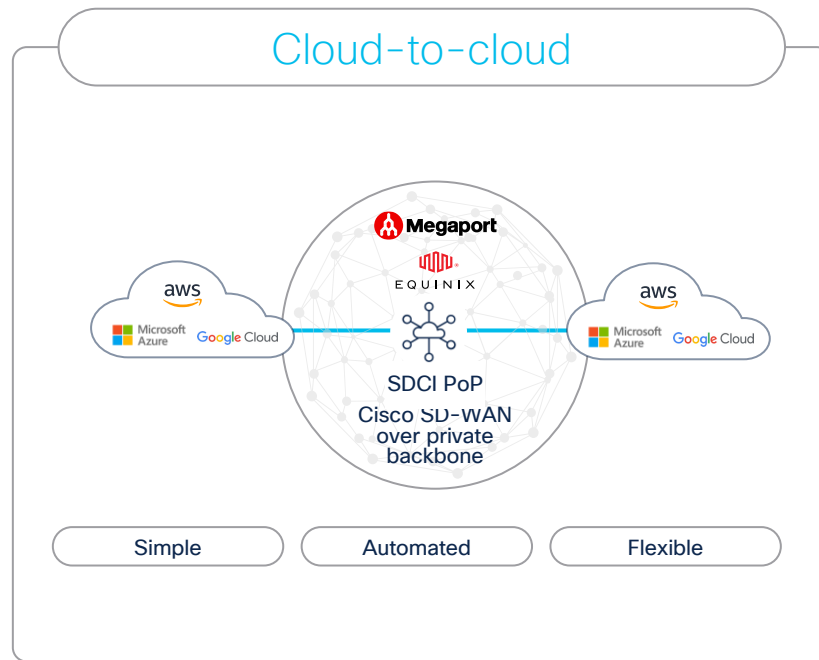 Cloud-to-cloud
Megaport
EQUINIX
aws
Microsoft
Azure
Google Cloud
aws
Microsoft
Azure
Google Cloud
SDCI PoP
Cisco SD-WAN
over private
backbone
Simple
Automated
Flexible